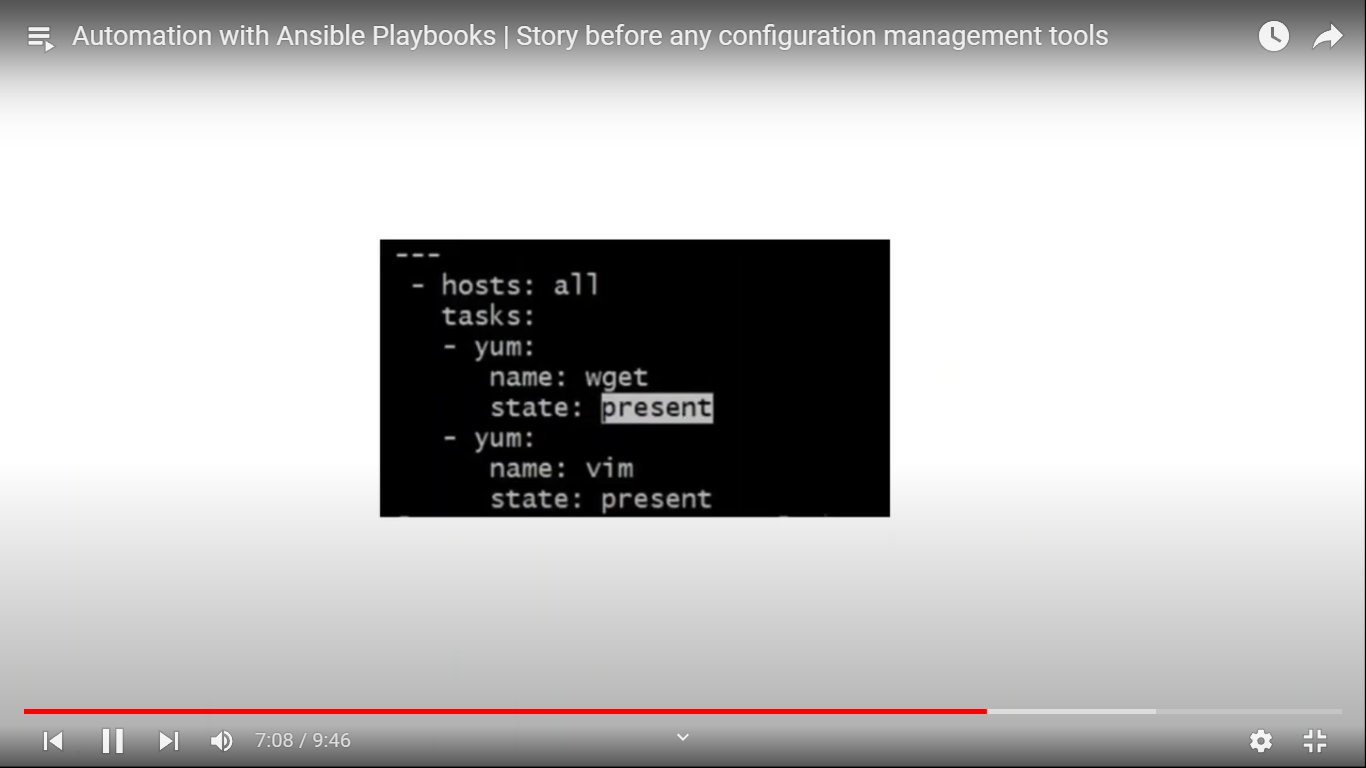 Automation with Ansible Playbooks | Story before any configuration management tools
---
- hosts: all
tasks:
- yum:
name: wget
state: present
- yum:
name: vim
state: present
7:08 / 9:46